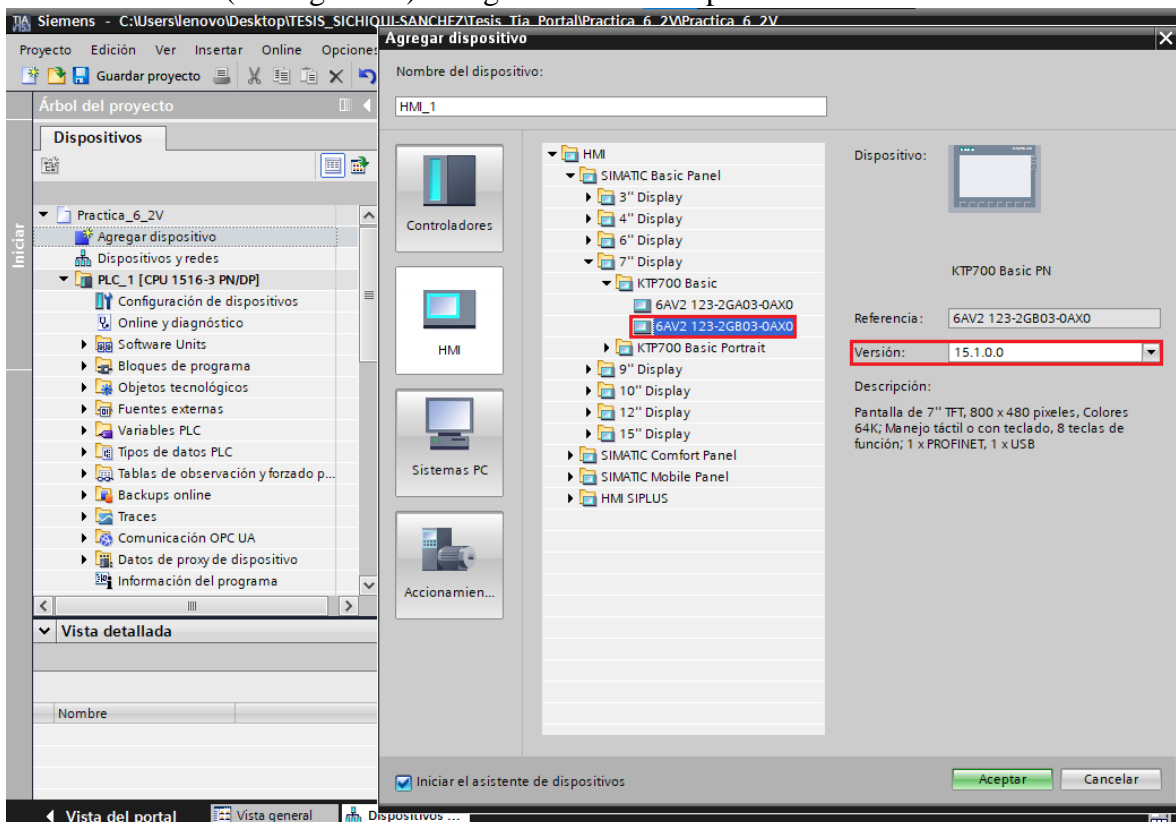 Siemens - C:\Users\lenovo\Desktop\TESIS_SICHIQUI-SANCHEZ\Tesis_Tia_Portal\Practica_6_2V\Practica_6_2V
Proyecto Edición Ver Insertar Online Opciones
Guardar proyecto
Árbol del proyecto
Dispositivos
Iniciar
Practica_6_2V
Agregar dispositivo
Dispositivos y redes
PLC_1 [CPU 1516-3 PN/DP]
Configuración de dispositivos
Online y diagnóstico
Software Units
Bloques de programa
Objetos tecnológicos
Fuentes externas
Variables PLC
Tipos de datos PLC
Tablas de observación y forzado p...
Backups online
Traces
Comunicación OPC UA
Datos de proxy de dispositivo
Información del programa
Vista detallada
Nombre
Vista del portal
Vista general
Dispositivos ...
Agregar dispositivo
Nombre del dispositivo:
HMI_1
Controladores
HMI
Sistemas PC
Accionamien...
HMI
SIMATIC Basic Panel
3'' Display
4'' Display
6'' Display
7'' Display
KTP700 Basic
6AV2 123-2GA03-0AX0
6AV2 123-2GB03-0AX0
KTP700 Basic Portrait
9'' Display
10'' Display
12'' Display
15'' Display
SIMATIC Comfort Panel
SIMATIC Mobile Panel
HMI SIPLUS
Dispositivo:
KTP700 Basic PN
Referencia: 6AV2 123-2GB03-0AX0
Versión: 15.1.0.0
Descripción:
Pantalla de 7'' TFT, 800 x 480 pixeles, Colores
64K; Manejo táctil o con teclado, 8 teclas de
función; 1 x PROFINET, 1 x USB
Iniciar el asistente de dispositivos
Aceptar Cancelar